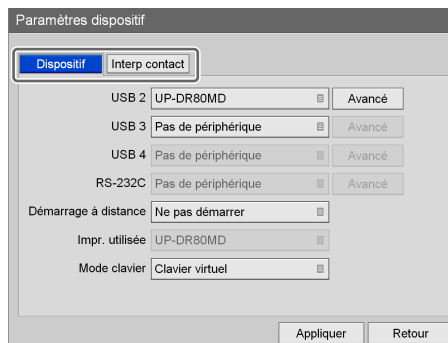 Paramètres dispositif
Dispositif Interp contact
USB 2 UP-DR80MD Avancé
USB 3 Pas de périphérique Avancé
USB 4 Pas de périphérique Avancé
RS-232C Pas de périphérique Avancé
Démarrage à distance Ne pas démarrer
Impr. utilisée UP-DR80MD
Mode clavier Clavier virtuel
Appliquer Retour